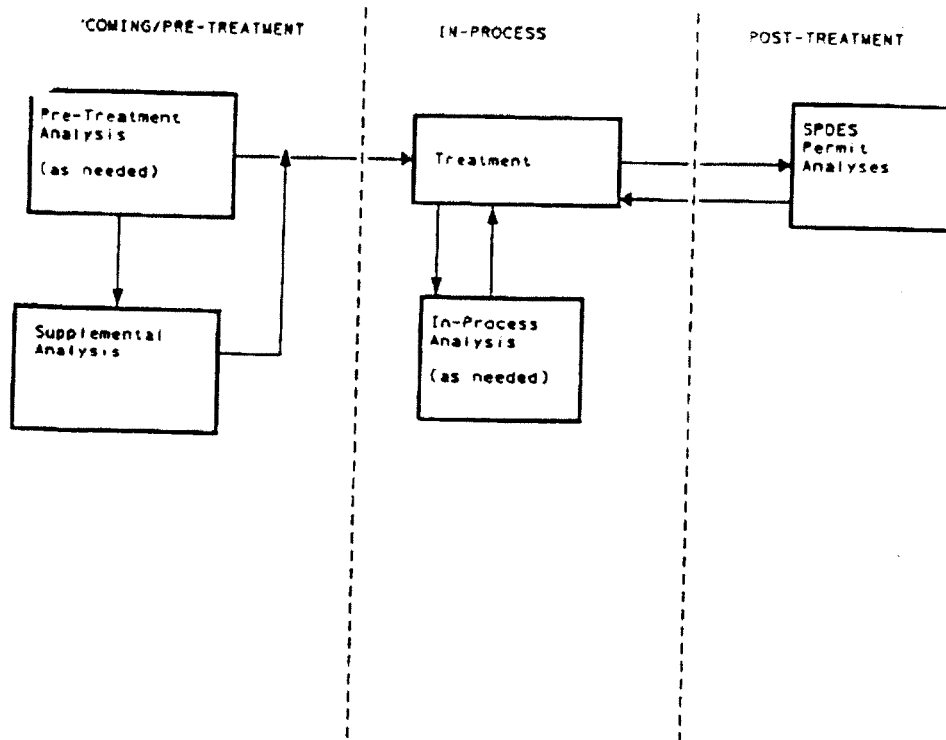 'COMING/PRE-TREATMENT
IN-PROCESS
POST-TREATMENT
Pre-Treatment
Analysis
(as needed)
Supplemental
Analysis
Treatment
In-Process
Analysis
(as needed)
SPDES
Permit
Analyses